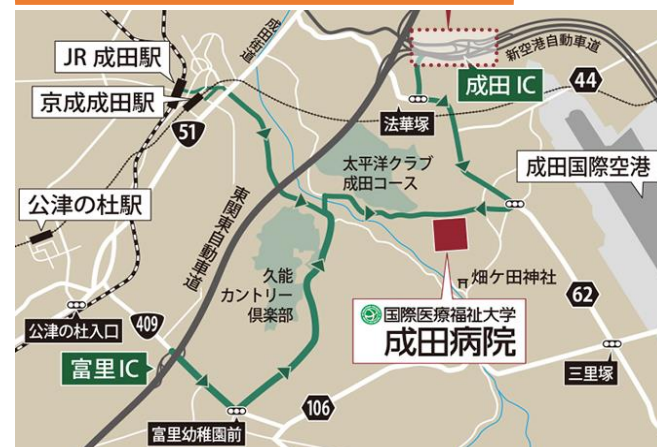 成田街道
新空港自動車道
JR 成田駅
成田 IC
44
京成成田駅
51
法華塚
太平洋クラブ
成田コース
成田国際空港
公津の杜駅
東関東自動車道
畑ケ田神社
久能
カントリー
倶楽部
62
国際医療福祉大学
成田病院
公津の杜入口
409
富里 IC
三里塚
106
富里幼稚園前